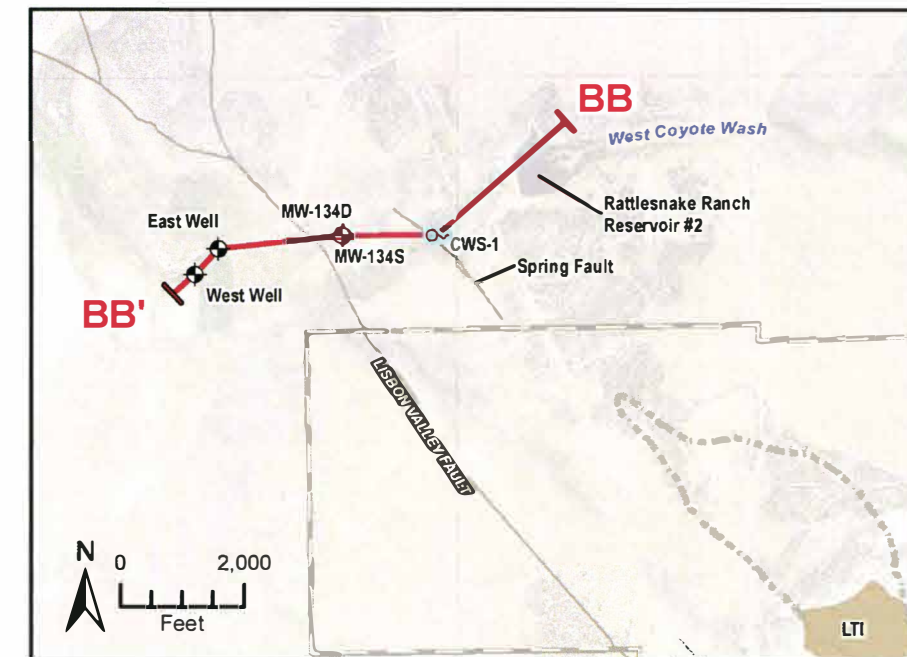 BB
West Coyote Wash
Rattlesnake Ranch
Reservoir #2
MW-134D
East Well
MW-134S
CWS-1
Spring Fault
West Well
BB'
LISBON VALLEY FAULT
N
0
2,000
Feet
LTI